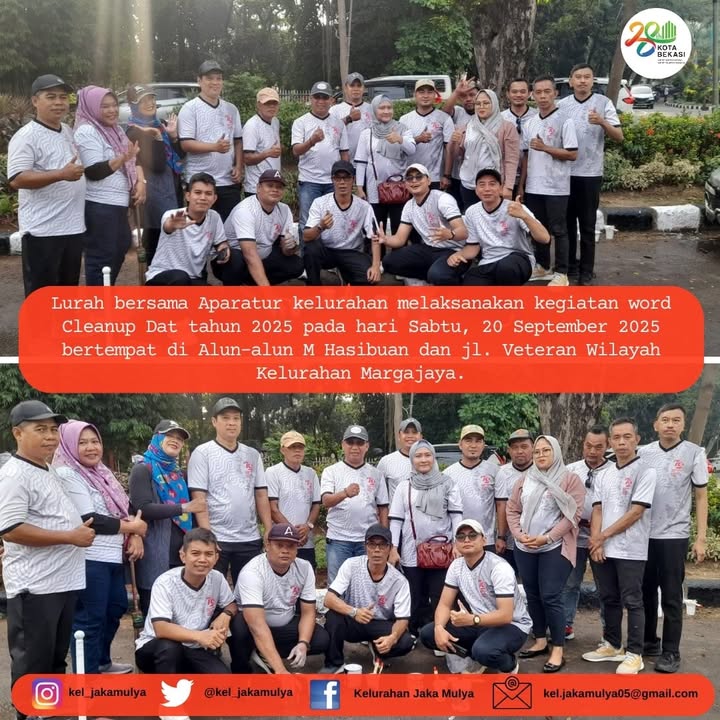 28
KOTA
BEKASI
Lurah bersama Aparatur kelurahan melaksanakan kegiatan word
Cleanup Dat tahun 2025 pada hari Sabtu, 20 September 2025
bertempat di Alun-alun M Hasibuan dan jl. Veteran Wilayah
Kelurahan Margajaya.
kel_jakamulya
@kel_jakamulya
Kelurahan Jaka Mulya
kel.jakamulya05@gmail.com